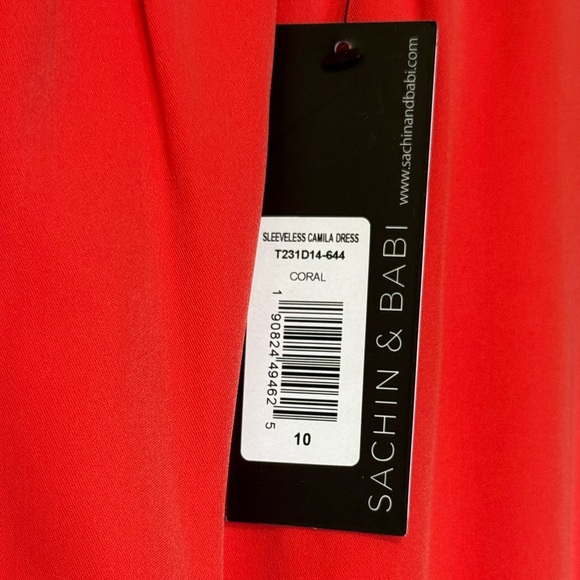 SLEEVELESS CAMILA DRESS
T231D14-644
CORAL
1 90824 49462 5
10
SACHIN & BABI
www.sachinandbabi.com